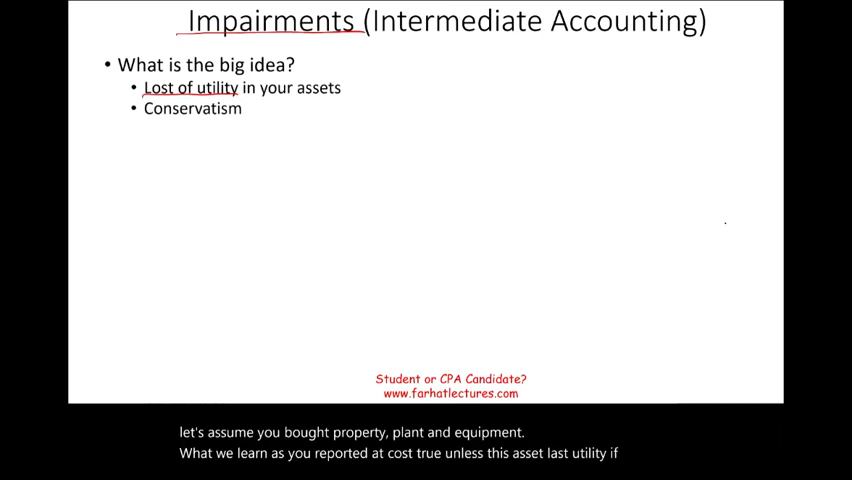 Impairments (Intermediate Accounting)
• What is the big idea?
• Lost of utility in your assets
• Conservatism
Student or CPA Candidate?
www.farhatlectures.com
let's assume you bought property, plant and equipment.
What we learn as you reported at cost true unless this asset last utility if